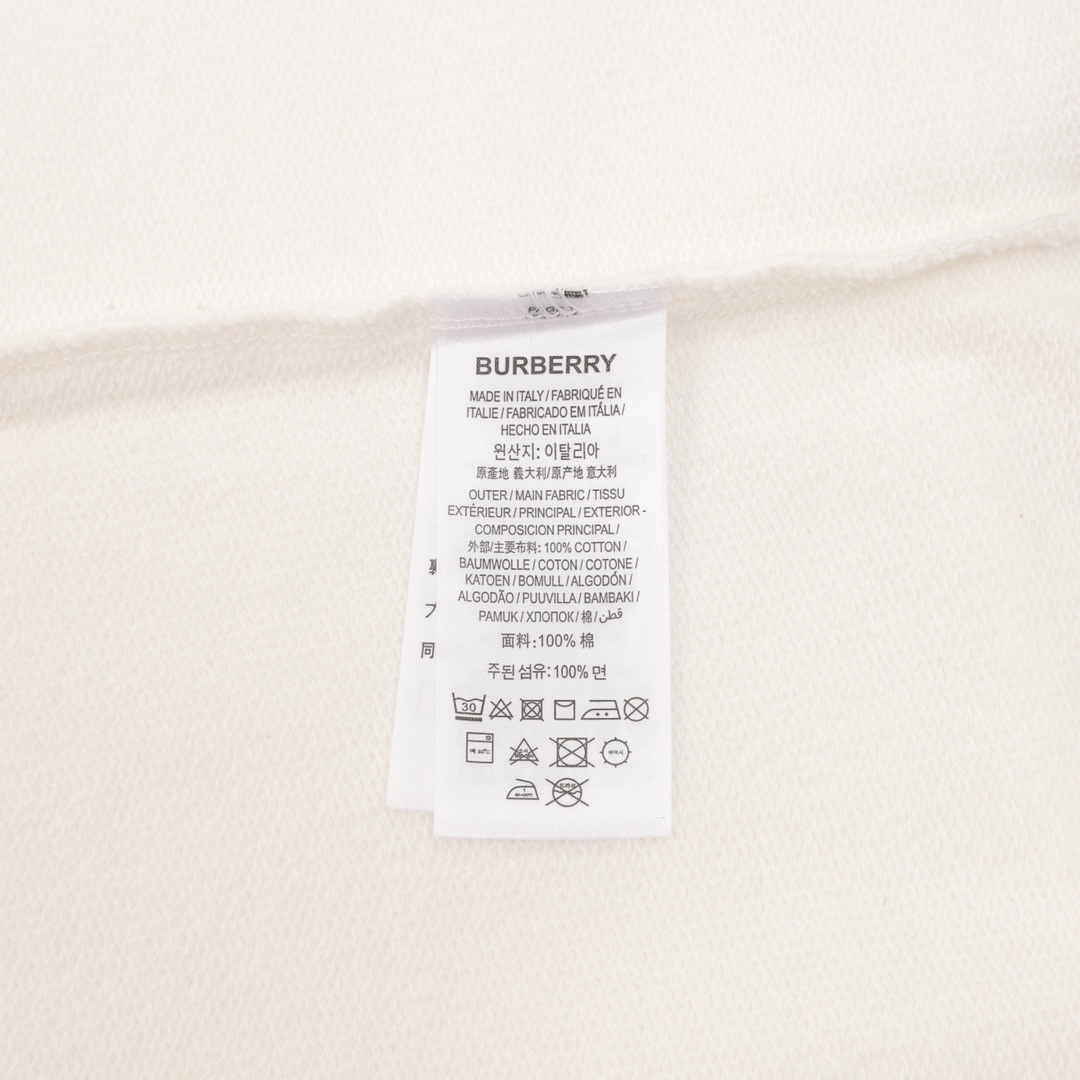 BURBERRY
MADE IN ITALY / FABRIQUÉ EN
ITALIE / FABRICADO EM ITÁLIA /
HECHO EN ITALIA
원산지: 이탈리아
原產地 義大利/原产地 意大利
OUTER / MAIN FABRIC / TISSU
EXTÉRIEUR / PRINCIPAL / EXTERIOR -
COMPOSICION PRINCIPAL /
外部/主要布料: 100% COTTON /
BAUMWOLLE / COTON / COTONE /
KATOEN / BOMULL / ALGODÓN /
ALGODÃO / PUUVILLA / BAMBAKI /
PAMUK / ХЛОПОК / 棉 / قطن
面料:100% 棉
주된 섬유:100% 면
30
同